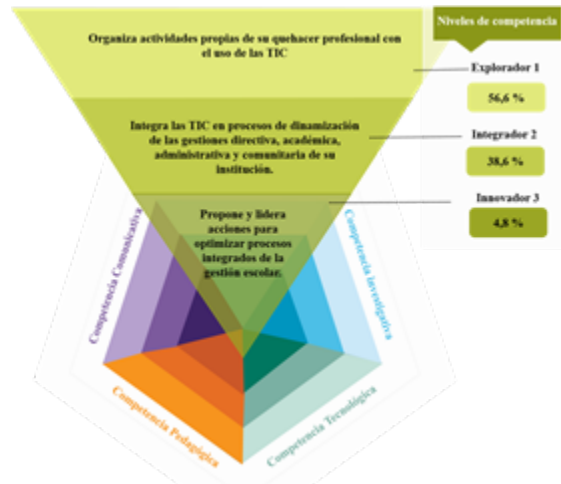 Niveles de competencia
Organiza actividades propias de su quehacer profesional con
el uso de las TIC
Explorador 1
56,6 %
Integra las TIC en procesos de dinamización
de las gestiones directiva, académica,
administrativa y comunitaria de su
institución.
Integrador 2
38,6 %
Innovador 3
4,8 %
Propone y lidera
acciones para
optimizar procesos
integrados de la
gestión escolar.
Competencia Comunicativa
Competencia investigativa
Competencia Pedagógica
Competencia Tecnológica